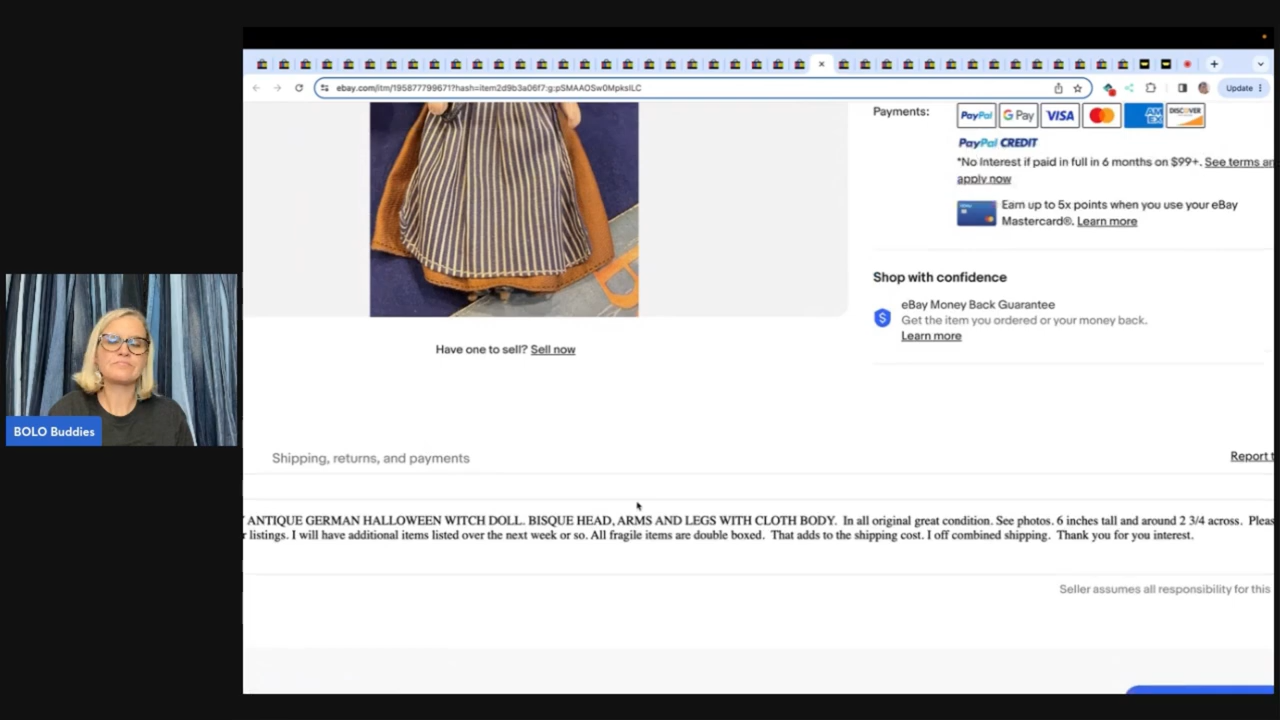 ebay.com/itm/195877799671?hash=item2d9b3a06f7:g:pSMAAOSw0MpksILC
Update
Payments:
PayPal G Pay VISA AM EX DISCOVER
PayPal CREDIT
*No Interest if paid in full in 6 months on $99+. See terms an
apply now
Earn up to 5x points when you use your eBay
Mastercard®. Learn more
Shop with confidence
eBay Money Back Guarantee
Get the item you ordered or your money back.
Learn more
Have one to sell? Sell now
BOLO Buddies
Shipping, returns, and payments
Report t
ANTIQUE GERMAN HALLOWEEN WITCH DOLL. BISQUE HEAD, ARMS AND LEGS WITH CLOTH BODY. In all original great condition. See photos. 6 inches tall and around 2 3/4 across. Pleas
r listings. I will have additional items listed over the next week or so. All fragile items are double boxed. That adds to the shipping cost. I off combined shipping. Thank you for you interest.
Seller assumes all responsibility for this